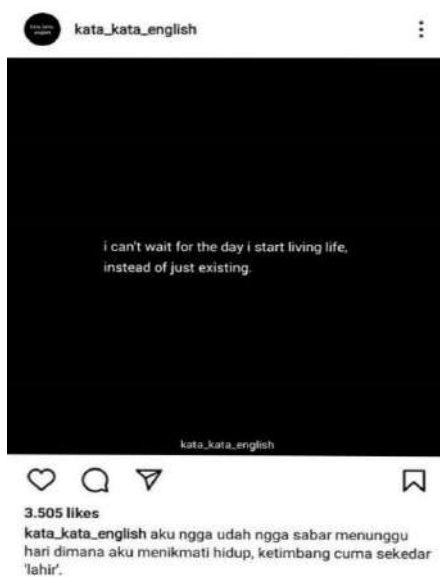 kata_kata_english
i can't wait for the day i start living life,
instead of just existing.
kata_kata_english
3.505 likes
kata_kata_english aku ngga udah ngga sabar menunggu
hari dimana aku menikmati hidup, ketimbang cuma sekedar
'lahir'.